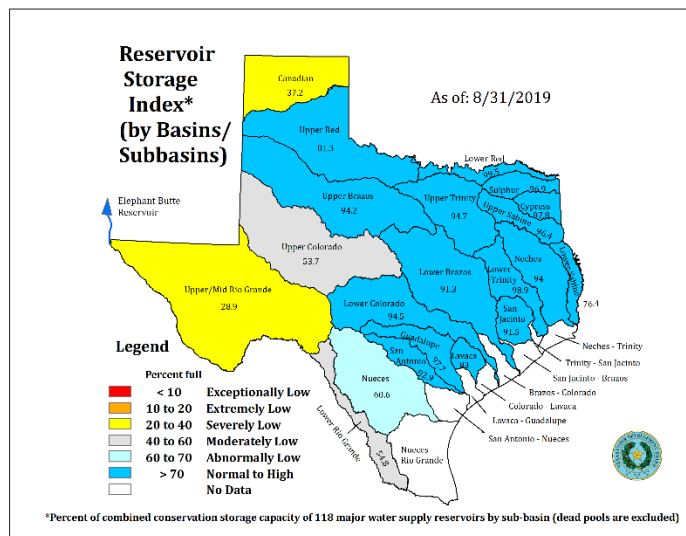 Reservoir
Storage
Index*
(by Basins/
Subbasins)
As of: 8/31/2019
Canadian
37.2
Upper Red
81.3
Lower Red
Sulphur
96.9
Cypress
97.8
Upper Brazos
94.2
Upper Trinity
94.7
Upper Sabine
96.4
Elephant Butte
Reservoir
Upper Colorado
53.7
Neches
94
Lower Brazos
91.3
Lower
Trinity
98.9
Lower Sabine
76.4
Upper/Mid Rio Grande
28.9
Lower Colorado
94.5
San
Jacinto
91.5
Guadalupe
97.7
San
Antonio
Lavaca
Nueces
60.6
Lower Rio Grande
54.8
Nueces
Rio Grande
Neches - Trinity
Trinity - San Jacinto
San Jacinto - Brazos
Brazos - Colorado
Colorado - Lavaca
Lavaca - Guadalupe
San Antonio - Nueces
Legend
Percent full
< 10 Exceptionally Low
10 to 20 Extremely Low
20 to 40 Severely Low
40 to 60 Moderately Low
60 to 70 Abnormally Low
> 70 Normal to High
No Data
*Percent of combined conservation storage capacity of 118 major water supply reservoirs by sub-basin (dead pools are excluded)